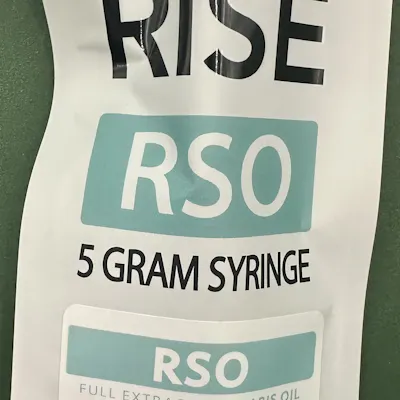 RISE
RSO
5 GRAM SYRINGE
RSO
FULL OIL